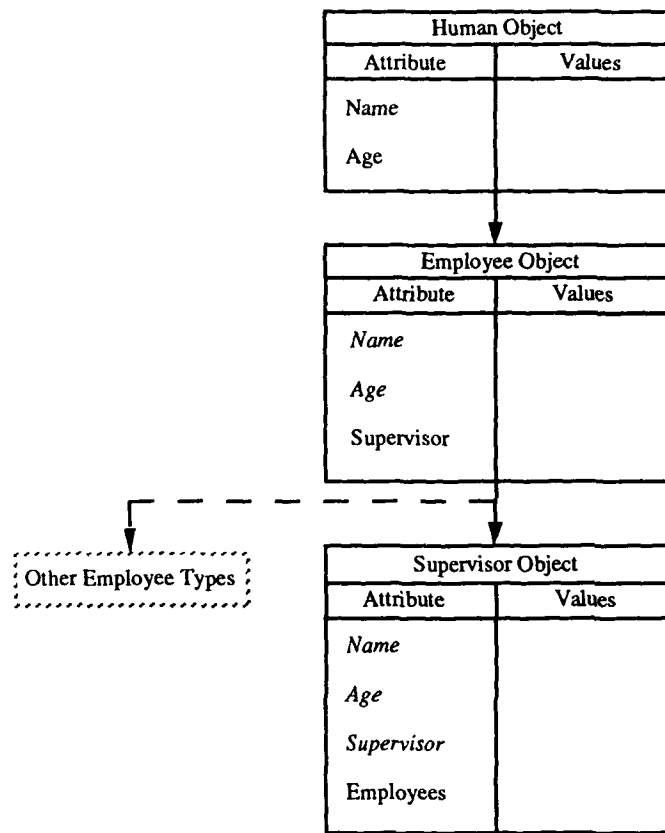 Human Object
Attribute Values
Name
Age
Employee Object
Attribute Values
Name
Age
Supervisor
Other Employee Types
Supervisor Object
Attribute Values
Name
Age
Supervisor
Employees